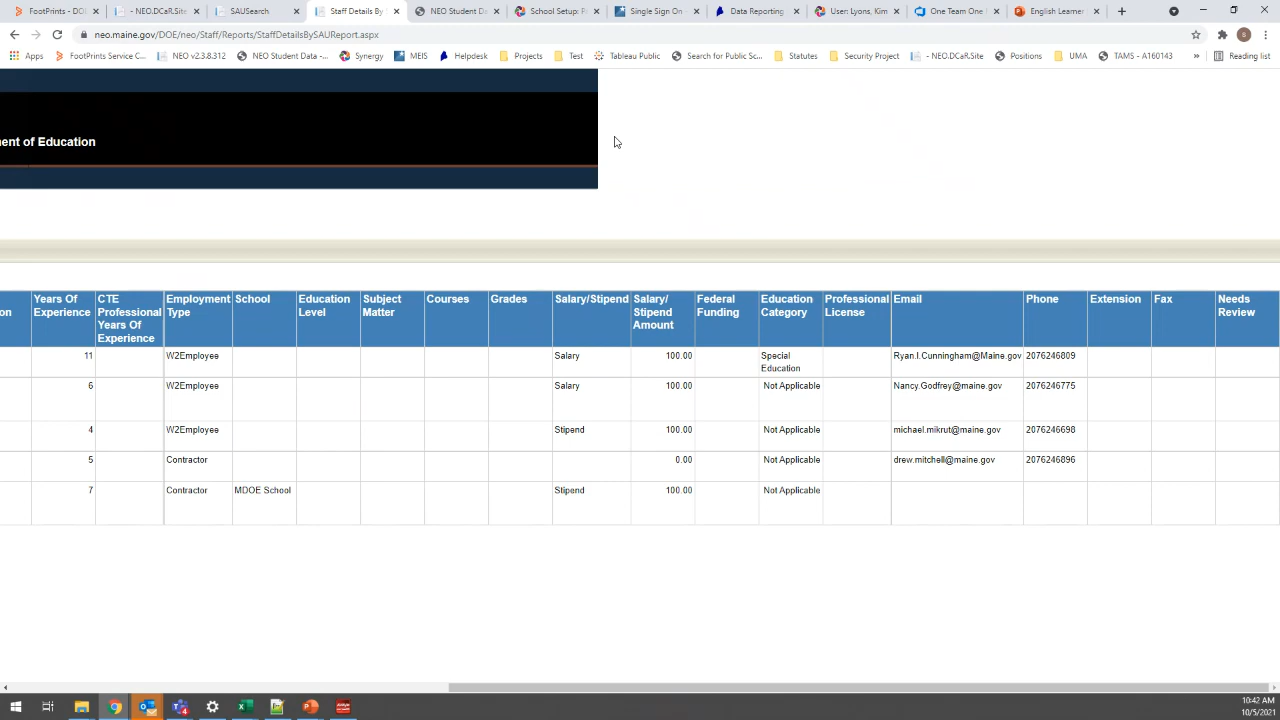 FootPrints - DO
- NEO.DCaR.Site
SAUSearch
Staff Details By
NEO Student Da
School Setup: P
Single Sign On
Data Reporting
User: Lyons, Kim
One Team One
English Learner
neo.maine.gov/DOE/neo/Staff/Reports/StaffDetailsBySAUReport.aspx
B
Apps
FootPrints Service C...
NEO v2.3.8.312
NEO Student Data -...
Synergy
MEIS
Helpdesk
Projects
Test
Tableau Public
Search for Public Sc...
Statutes
Security Project
- NEO.DCaR.Site
Positions
UMA
TAMS - A160143
»
Reading list
ent of Education
on
Years Of
Experience
CTE
Professional
Years Of
Experience
Employment
Type
School
Education
Level
Subject
Matter
Courses
Grades
Salary/Stipend
Salary/
Stipend
Amount
Federal
Funding
Education
Category
Professional
License
Email
Phone
Extension
Fax
Needs
Review
11 W2Employee Salary 100.00 Special Ryan.I.Cunningham@Maine.gov 2076246809
Education
6 W2Employee Salary 100.00 Not Applicable Nancy.Godfrey@maine.gov 2076246775
4 W2Employee Stipend 100.00 Not Applicable michael.mikrut@maine.gov 2076246698
5 Contractor 0.00 Not Applicable drew.mitchell@maine.gov 2076246896
7 Contractor MDOE School Stipend 100.00 Not Applicable
10:42 AM
10/5/2021